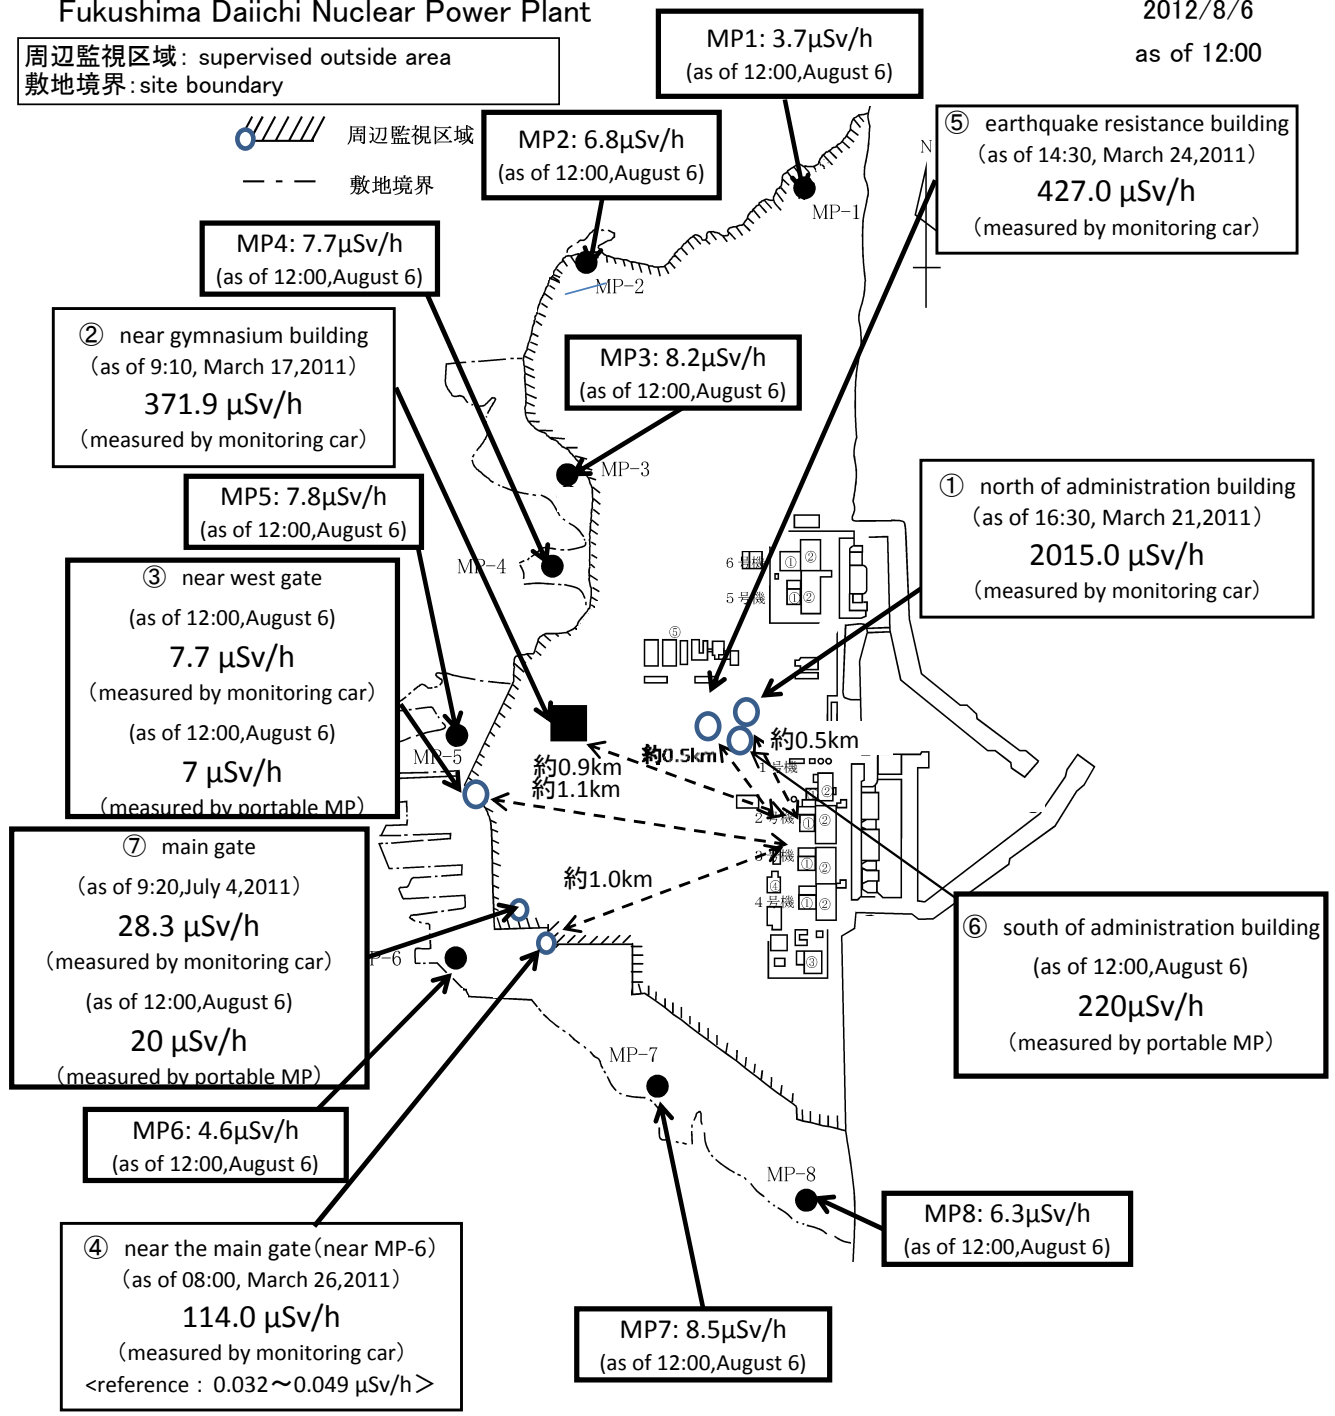 Fukushima Daiichi Nuclear Power Plant
2012/8/6
as of 12:00
周辺監視区域: supervised outside area
敷地境界:site boundary
周辺監視区域
敷地境界
MP1: 3.7μSv/h
(as of 12:00,August 6)
MP2: 6.8μSv/h
(as of 12:00,August 6)
⑤ earthquake resistance building
(as of 14:30, March 24,2011)
427.0 μSv/h
(measured by monitoring car)
N
MP-1
MP4: 7.7μSv/h
(as of 12:00,August 6)
MP-2
② near gymnasium building
(as of 9:10, March 17,2011)
371.9 μSv/h
(measured by monitoring car)
MP3: 8.2μSv/h
(as of 12:00,August 6)
MP-3
MP5: 7.8μSv/h
(as of 12:00,August 6)
① north of administration building
(as of 16:30, March 21,2011)
2015.0 μSv/h
(measured by monitoring car)
MP-4
6号機
① ②
5号機
① ②
③ near west gate
(as of 12:00,August 6)
7.7 μSv/h
(measured by monitoring car)
(as of 12:00,August 6)
7 μSv/h
(measured by portable MP)
⑤
MP-5
約0.9km
約1.1km
約0.5km
約0.5km
1号機
②
2号機
① ②
3号機
① ②
④
4号機
① ②
③
約1.0km
⑦ main gate
(as of 9:20,July 4,2011)
28.3 μSv/h
(measured by monitoring car)
(as of 12:00,August 6)
20 μSv/h
(measured by portable MP)
P-6
⑥ south of administration building
(as of 12:00,August 6)
220μSv/h
(measured by portable MP)
MP-7
MP6: 4.6μSv/h
(as of 12:00,August 6)
MP-8
MP8: 6.3μSv/h
(as of 12:00,August 6)
④ near the main gate(near MP-6)
(as of 08:00, March 26,2011)
114.0 μSv/h
(measured by monitoring car)
<reference : 0.032~0.049 μSv/h>
MP7: 8.5μSv/h
(as of 12:00,August 6)